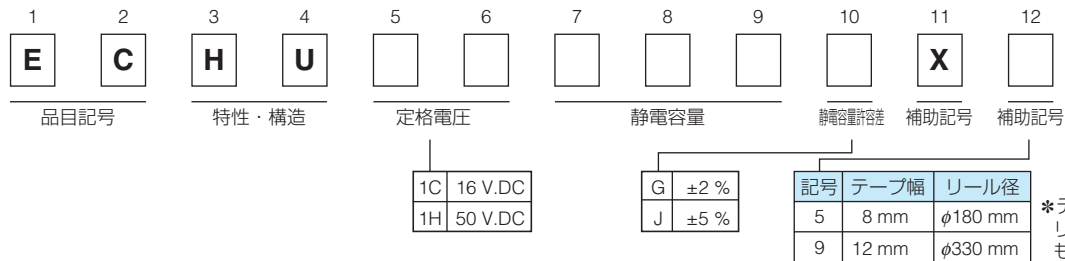 1 2 3 4 5 6 7 8 9 10 11 12
E C H U X
品目記号 特性・構造 定格電圧 静電容量 静電容量許容差 補助記号 補助記号
1C 16 V.DC
1H 50 V.DC
G ±2 %
J ±5 %
記号 テープ幅 リール径
5 8 mm φ180 mm
9 12 mm φ330 mm